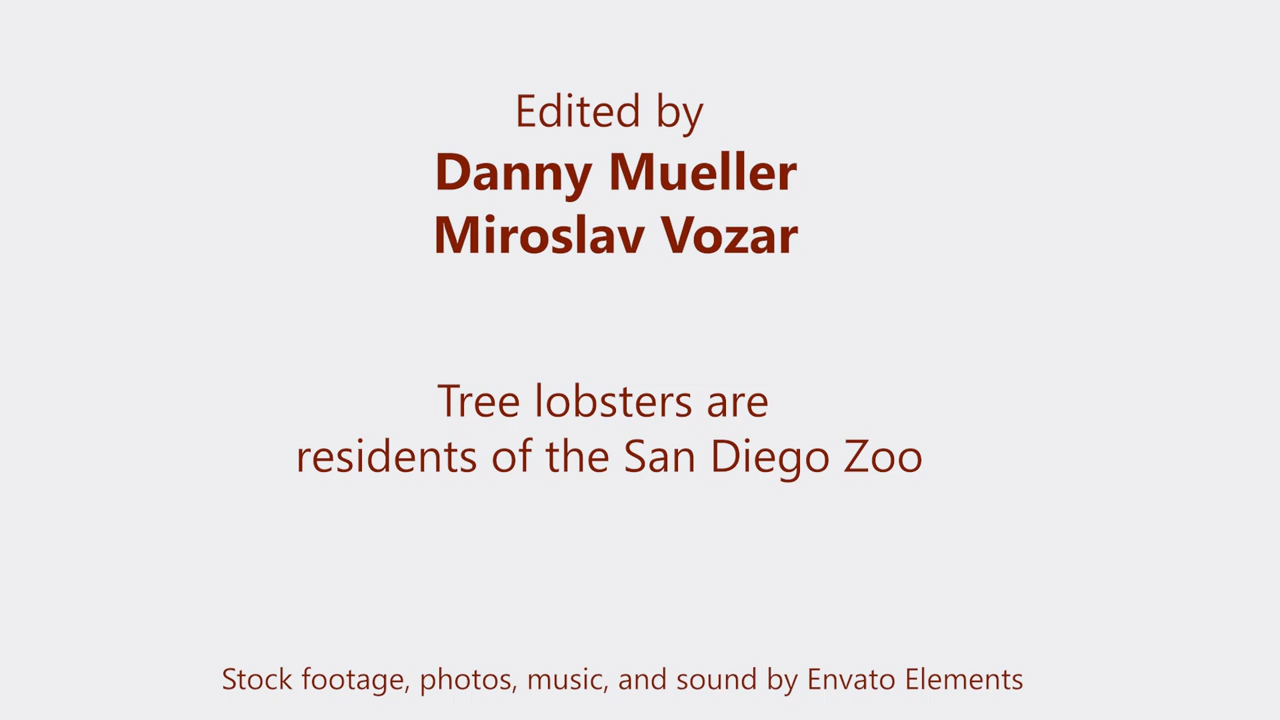 Edited by
Danny Mueller
Miroslav Vozar
Tree lobsters are
residents of the San Diego Zoo
Stock footage, photos, music, and sound by Envato Elements